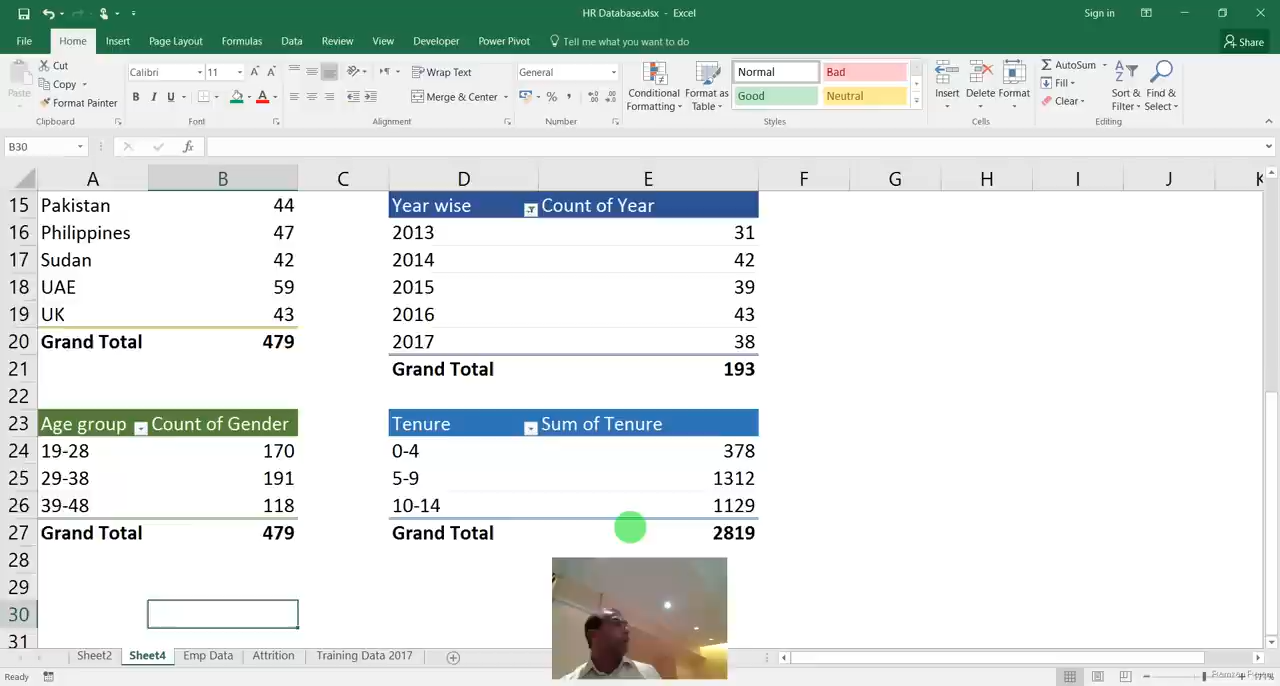 HR Database.xlsx - Excel
Sign in
File Home Insert Page Layout Formulas Data Review View Developer Power Pivot Tell me what you want to do Share
Paste
Cut
Copy
Format Painter
Clipboard
Calibri 11
B I U
Font
Wrap Text
Merge & Center
Alignment
General
Number
Conditional Formatting
Format as Table
Normal Bad
Good Neutral
Styles
Insert Delete Format
Cells
AutoSum
Fill
Clear
Sort & Filter
Find & Select
Editing
B30 fx
A B C D E F G H I J K
15 Pakistan 44 Year wise Count of Year
16 Philippines 47 2013 31
17 Sudan 42 2014 42
18 UAE 59 2015 39
19 UK 43 2016 43
20 Grand Total 479 2017 38
21 Grand Total 193
22
23 Age group Count of Gender Tenure Sum of Tenure
24 19-28 170 0-4 378
25 29-38 191 5-9 1312
26 39-48 118 10-14 1129
27 Grand Total 479 Grand Total 2819
28
29
30
31
Sheet2 Sheet4 Emp Data Attrition Training Data 2017
Ready